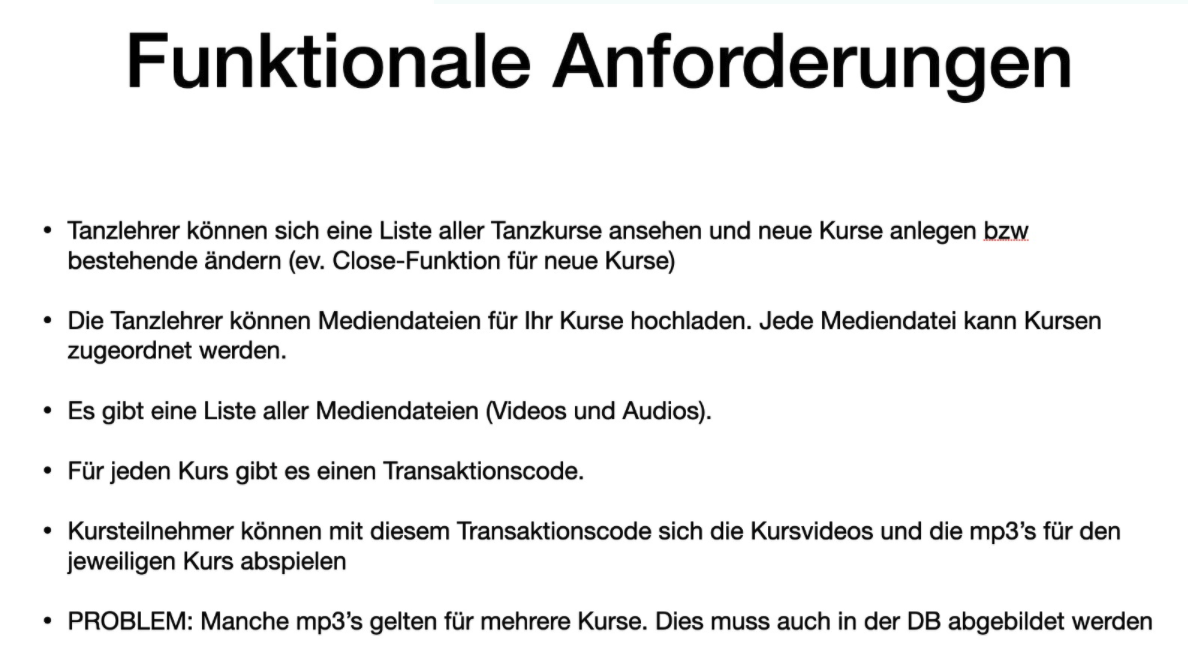 Funktionale Anforderungen
• Tanzlehrer können sich eine Liste aller Tanzkurse ansehen und neue Kurse anlegen bzw
bestehende ändern (ev. Close-Funktion für neue Kurse)
• Die Tanzlehrer können Mediendateien für Ihr Kurse hochladen. Jede Mediendatei kann Kursen
zugeordnet werden.
• Es gibt eine Liste aller Mediendateien (Videos und Audios).
• Für jeden Kurs gibt es einen Transaktionscode.
• Kursteilnehmer können mit diesem Transaktionscode sich die Kursvideos und die mp3’s für den
jeweiligen Kurs abspielen
• PROBLEM: Manche mp3’s gelten für mehrere Kurse. Dies muss auch in der DB abgebildet werden